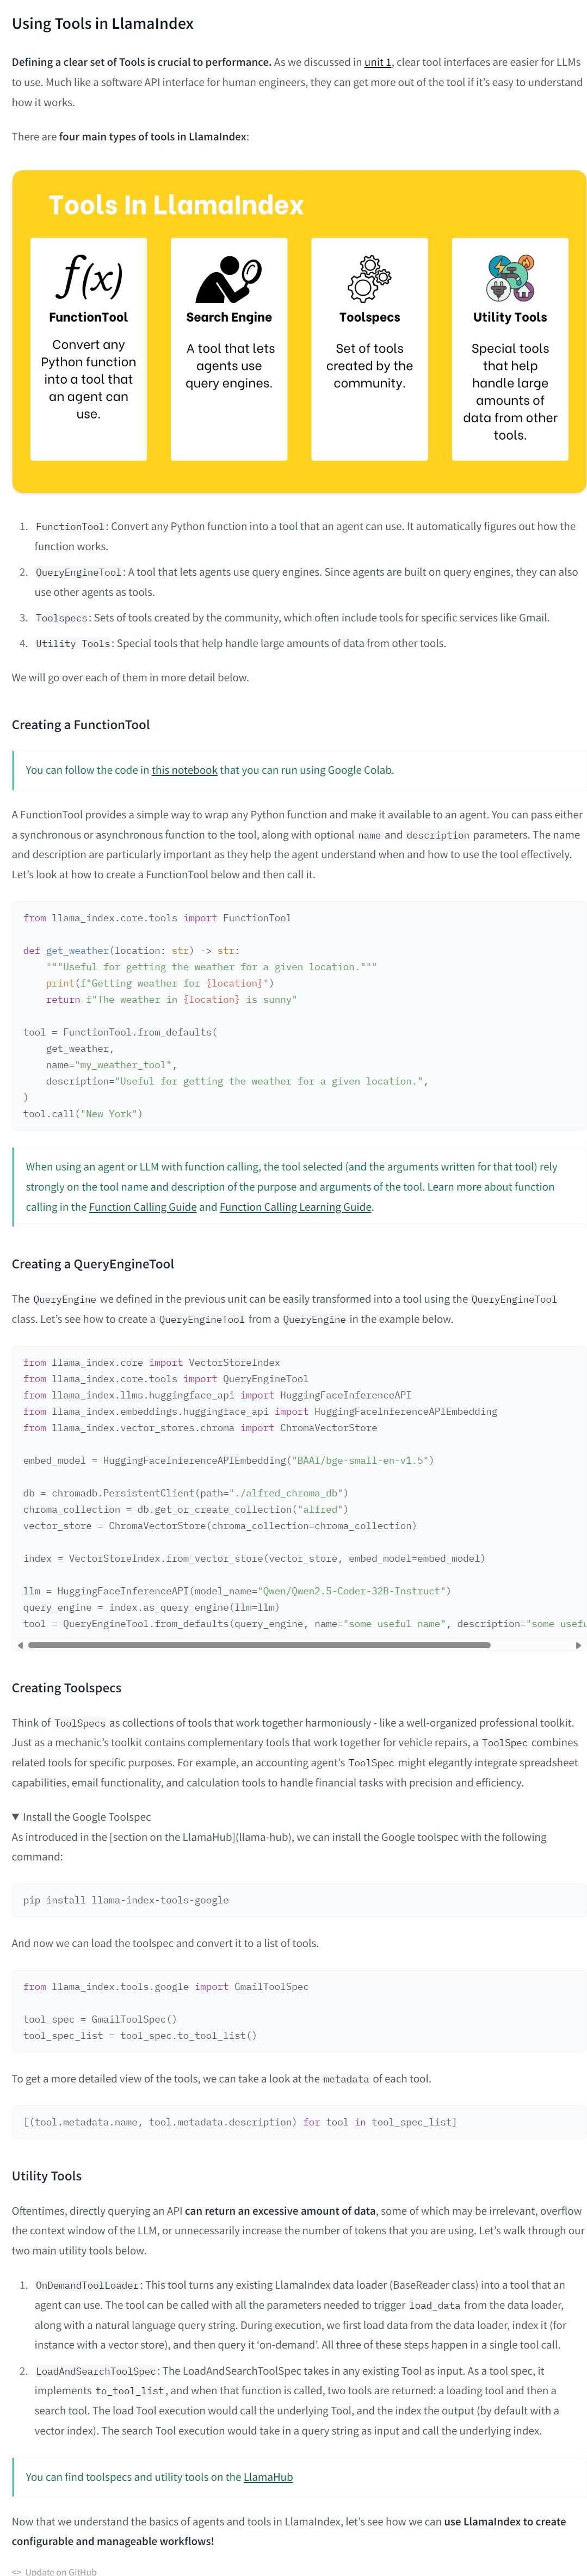 Using Tools in LlamaIndex
Defining a clear set of Tools is crucial to performance. As we discussed in unit 1, clear tool interfaces are easier for LLMs
to use. Much like a software API interface for human engineers, they can get more out of the tool if it’s easy to understand
how it works.
There are four main types of tools in LlamaIndex:
Tools In LlamaIndex
f(x)
FunctionTool
Convert any
Python function
into a tool that
an agent can
use.
Search Engine
A tool that lets
agents use
query engines.
Toolspecs
Set of tools
created by the
community.
Utility Tools
Special tools
that help
handle large
amounts of
data from other
tools.
1. FunctionTool: Convert any Python function into a tool that an agent can use. It automatically figures out how the
function works.
2. QueryEngineTool: A tool that lets agents use query engines. Since agents are built on query engines, they can also
use other agents as tools.
3. Toolspecs: Sets of tools created by the community, which often include tools for specific services like Gmail.
4. Utility Tools: Special tools that help handle large amounts of data from other tools.
We will go over each of them in more detail below.
Creating a FunctionTool
You can follow the code in this notebook that you can run using Google Colab.
A FunctionTool provides a simple way to wrap any Python function and make it available to an agent. You can pass either
a synchronous or asynchronous function to the tool, along with optional name and description parameters. The name
and description are particularly important as they help the agent understand when and how to use the tool effectively.
Let’s look at how to create a FunctionTool below and then call it.
from llama_index.core.tools import FunctionTool
def get_weather(location: str) -> str:
    """Useful for getting the weather for a given location."""
    print(f"Getting weather for {location}")
    return f"The weather in {location} is sunny"
tool = FunctionTool.from_defaults(
    get_weather,
    name="my_weather_tool",
    description="Useful for getting the weather for a given location.",
)
tool.call("New York")
When using an agent or LLM with function calling, the tool selected (and the arguments written for that tool) rely
strongly on the tool name and description of the purpose and arguments of the tool. Learn more about function
calling in the Function Calling Guide and Function Calling Learning Guide.
Creating a QueryEngineTool
The QueryEngine we defined in the previous unit can be easily transformed into a tool using the QueryEngineTool
class. Let’s see how to create a QueryEngineTool from a QueryEngine in the example below.
from llama_index.core import VectorStoreIndex
from llama_index.core.tools import QueryEngineTool
from llama_index.llms.huggingface_api import HuggingFaceInferenceAPI
from llama_index.embeddings.huggingface_api import HuggingFaceInferenceAPIEmbedding
from llama_index.vector_stores.chroma import ChromaVectorStore
embed_model = HuggingFaceInferenceAPIEmbedding("BAAI/bge-small-en-v1.5")
db = chromadb.PersistentClient(path="./alfred_chroma_db")
chroma_collection = db.get_or_create_collection("alfred")
vector_store = ChromaVectorStore(chroma_collection=chroma_collection)
index = VectorStoreIndex.from_vector_store(vector_store, embed_model=embed_model)
llm = HuggingFaceInferenceAPI(model_name="Qwen/Qwen2.5-Coder-32B-Instruct")
query_engine = index.as_query_engine(llm=llm)
tool = QueryEngineTool.from_defaults(query_engine, name="some useful name", description="some usefu
Creating Toolspecs
Think of ToolSpecs as collections of tools that work together harmoniously - like a well-organized professional toolkit.
Just as a mechanic’s toolkit contains complementary tools that work together for vehicle repairs, a ToolSpec combines
related tools for specific purposes. For example, an accounting agent’s ToolSpec might elegantly integrate spreadsheet
capabilities, email functionality, and calculation tools to handle financial tasks with precision and efficiency.
▼ Install the Google Toolspec
As introduced in the [section on the LlamaHub](llama-hub), we can install the Google toolspec with the following
command:
pip install llama-index-tools-google
And now we can load the toolspec and convert it to a list of tools.
from llama_index.tools.google import GmailToolSpec
tool_spec = GmailToolSpec()
tool_spec_list = tool_spec.to_tool_list()
To get a more detailed view of the tools, we can take a look at the metadata of each tool.
[(tool.metadata.name, tool.metadata.description) for tool in tool_spec_list]
Utility Tools
Oftentimes, directly querying an API can return an excessive amount of data, some of which may be irrelevant, overflow
the context window of the LLM, or unnecessarily increase the number of tokens that you are using. Let’s walk through our
two main utility tools below.
1. OnDemandToolLoader: This tool turns any existing LlamaIndex data loader (BaseReader class) into a tool that an
agent can use. The tool can be called with all the parameters needed to trigger load_data from the data loader,
along with a natural language query string. During execution, we first load data from the data loader, index it (for
instance with a vector store), and then query it ‘on-demand’. All three of these steps happen in a single tool call.
2. LoadAndSearchToolSpec: The LoadAndSearchToolSpec takes in any existing Tool as input. As a tool spec, it
implements to_tool_list, and when that function is called, two tools are returned: a loading tool and then a
search tool. The load Tool execution would call the underlying Tool, and the index the output (by default with a
vector index). The search Tool execution would take in a query string as input and call the underlying index.
You can find toolspecs and utility tools on the LlamaHub
Now that we understand the basics of agents and tools in LlamaIndex, let’s see how we can use LlamaIndex to create
configurable and manageable workflows!
<> Update on GitHub